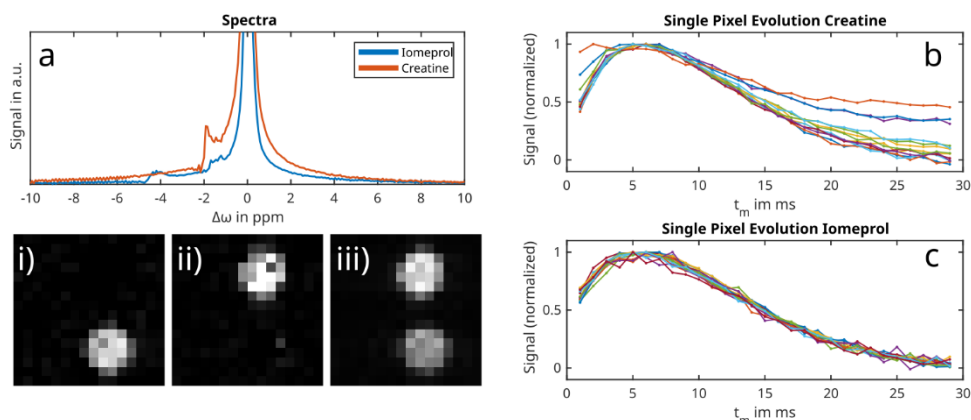 Spectra
a
Iomeprol
Creatine
Signal in a.u.
-10 -8 -6 -4 -2 0 2 4 6 8 10
Δω in ppm
i)
ii)
iii)
Single Pixel Evolution Creatine
b
Signal (normalized)
1
0.5
0
0 5 10 15 20 25 30
t_m im ms
Single Pixel Evolution Iomeprol
c
Signal (normalized)
1
0.5
0
0 5 10 15 20 25 30
t_m im ms